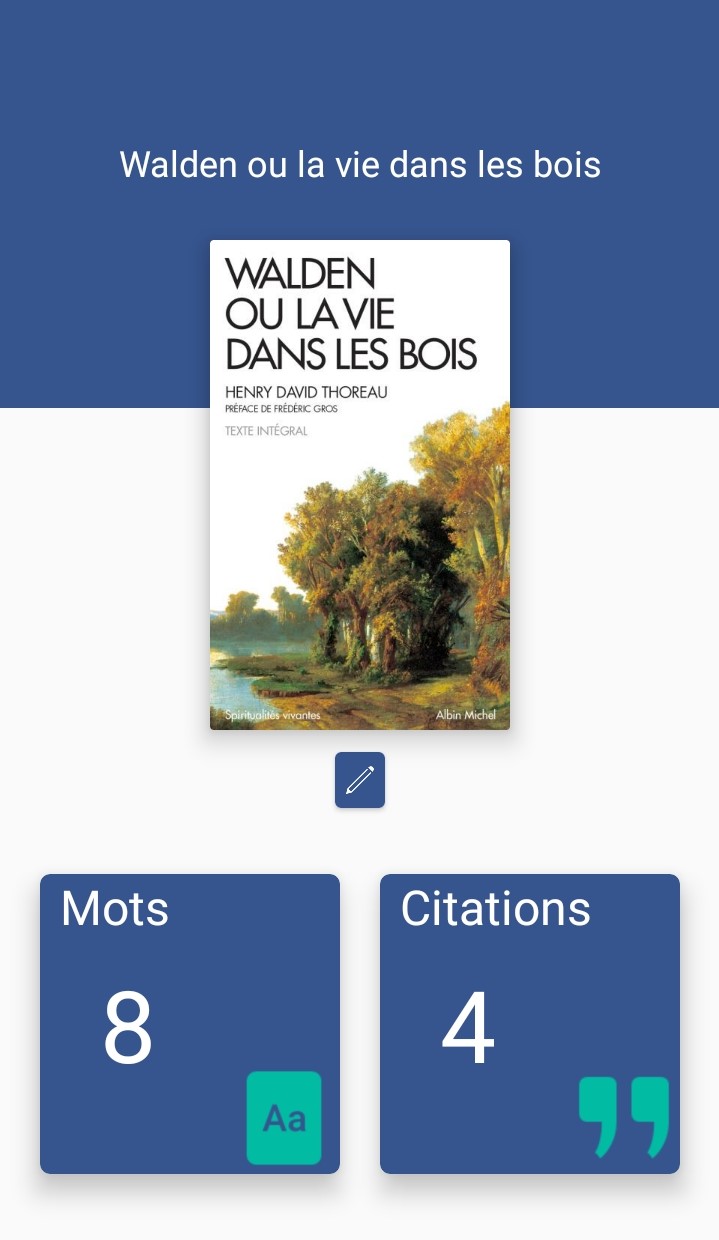 Walden ou la vie dans les bois
WALDEN
OU LA VIE
DANS LES BOIS
HENRY DAVID THOREAU
PRÉFACE DE FRÉDÉRIC GROS
TEXTE INTÉGRAL
Spiritualités vivantes
Albin Michel
Mots
8
Aa
Citations
4